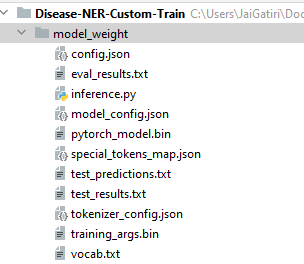 Disease-NER-Custom-Train C:\Users\JaiGatiri\Doc
model_weight
config.json
eval_results.txt
inference.py
model_config.json
pytorch_model.bin
special_tokens_map.json
test_predictions.txt
test_results.txt
tokenizer_config.json
training_args.bin
vocab.txt